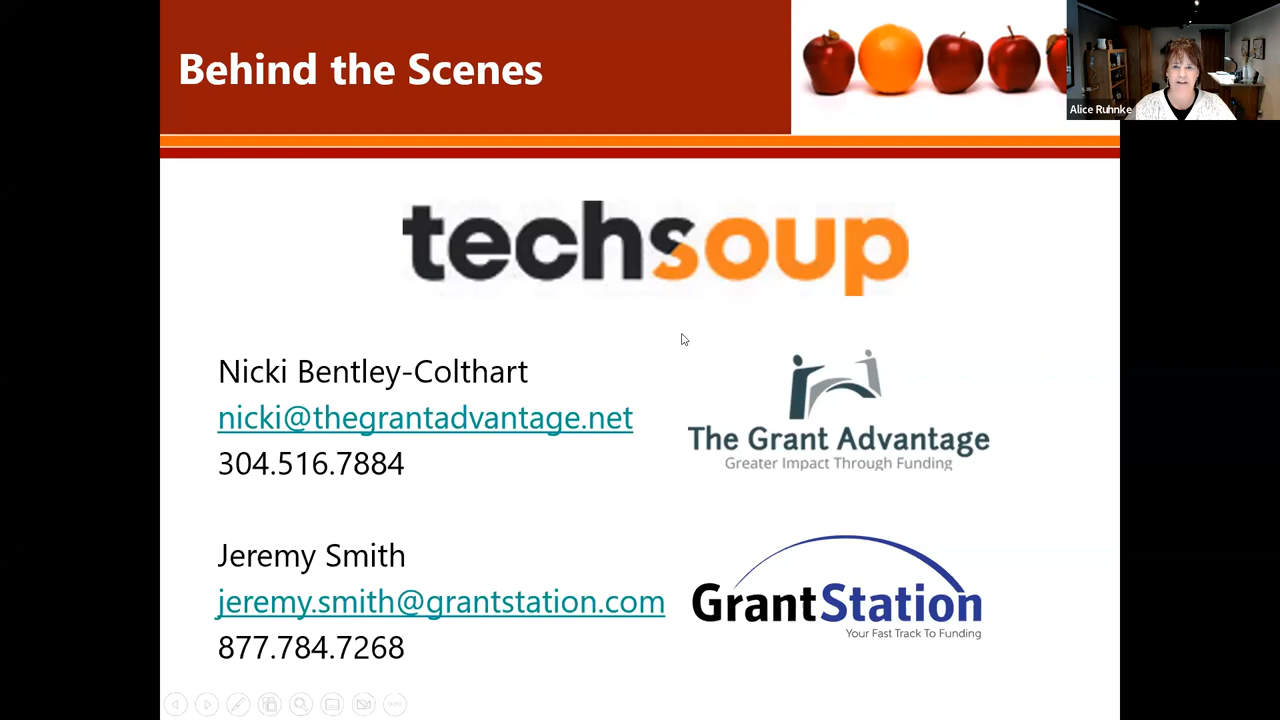 Behind the Scenes
Alice Ruhnke
techsoup
Nicki Bentley-Colthart
nicki@thegrantadvantage.net
304.516.7884
The Grant Advantage
Greater Impact Through Funding
Jeremy Smith
jeremy.smith@grantstation.com
877.784.7268
GrantStation
Your Fast Track To Funding